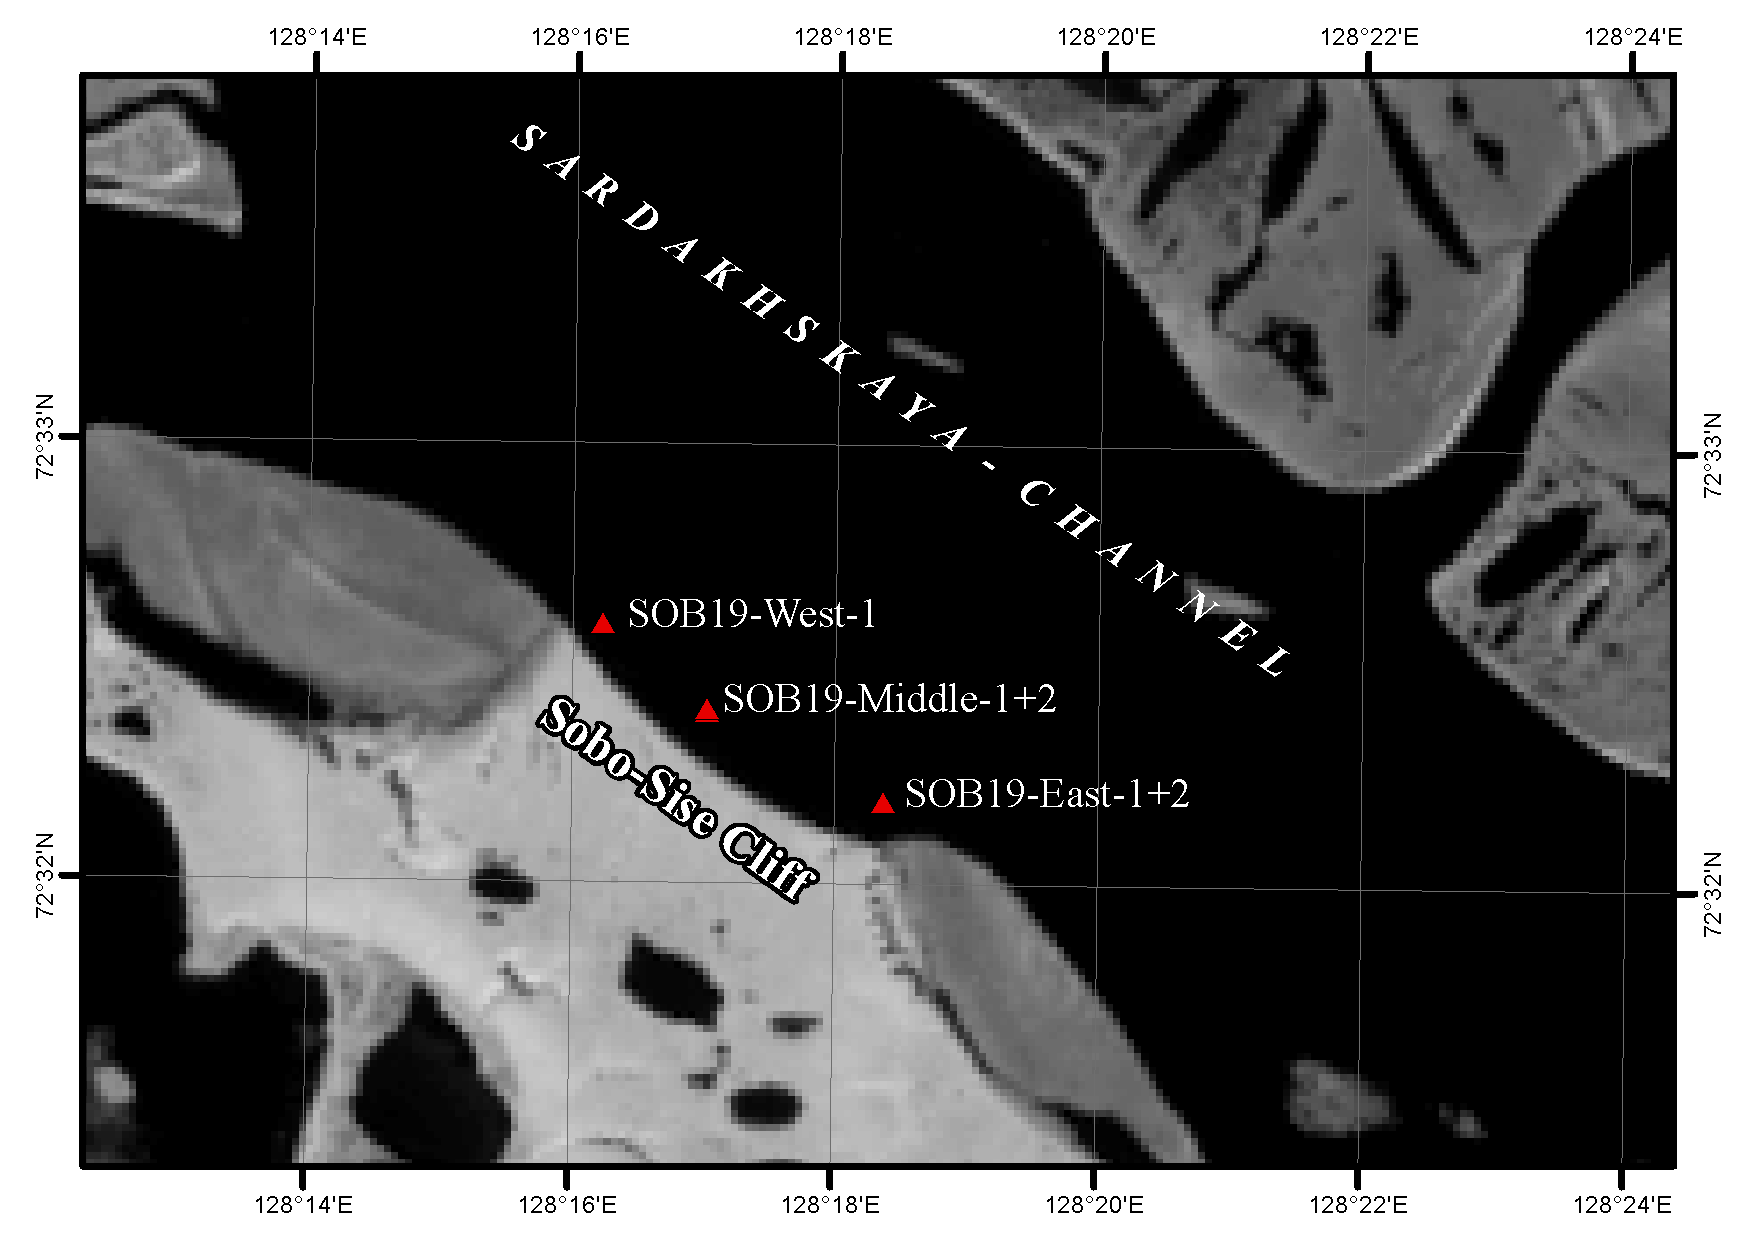 128°14'E 128°16'E 128°18'E 128°20'E 128°22'E 128°24'E
SARDAKHSKAYA - CHANNEL
72°33'N
72°33'N
SOB19-West-1
SOB19-Middle-1+2
Sobo-Sise Cliff
SOB19-East-1+2
72°32'N
72°32'N
128°14'E 128°16'E 128°18'E 128°20'E 128°22'E 128°24'E